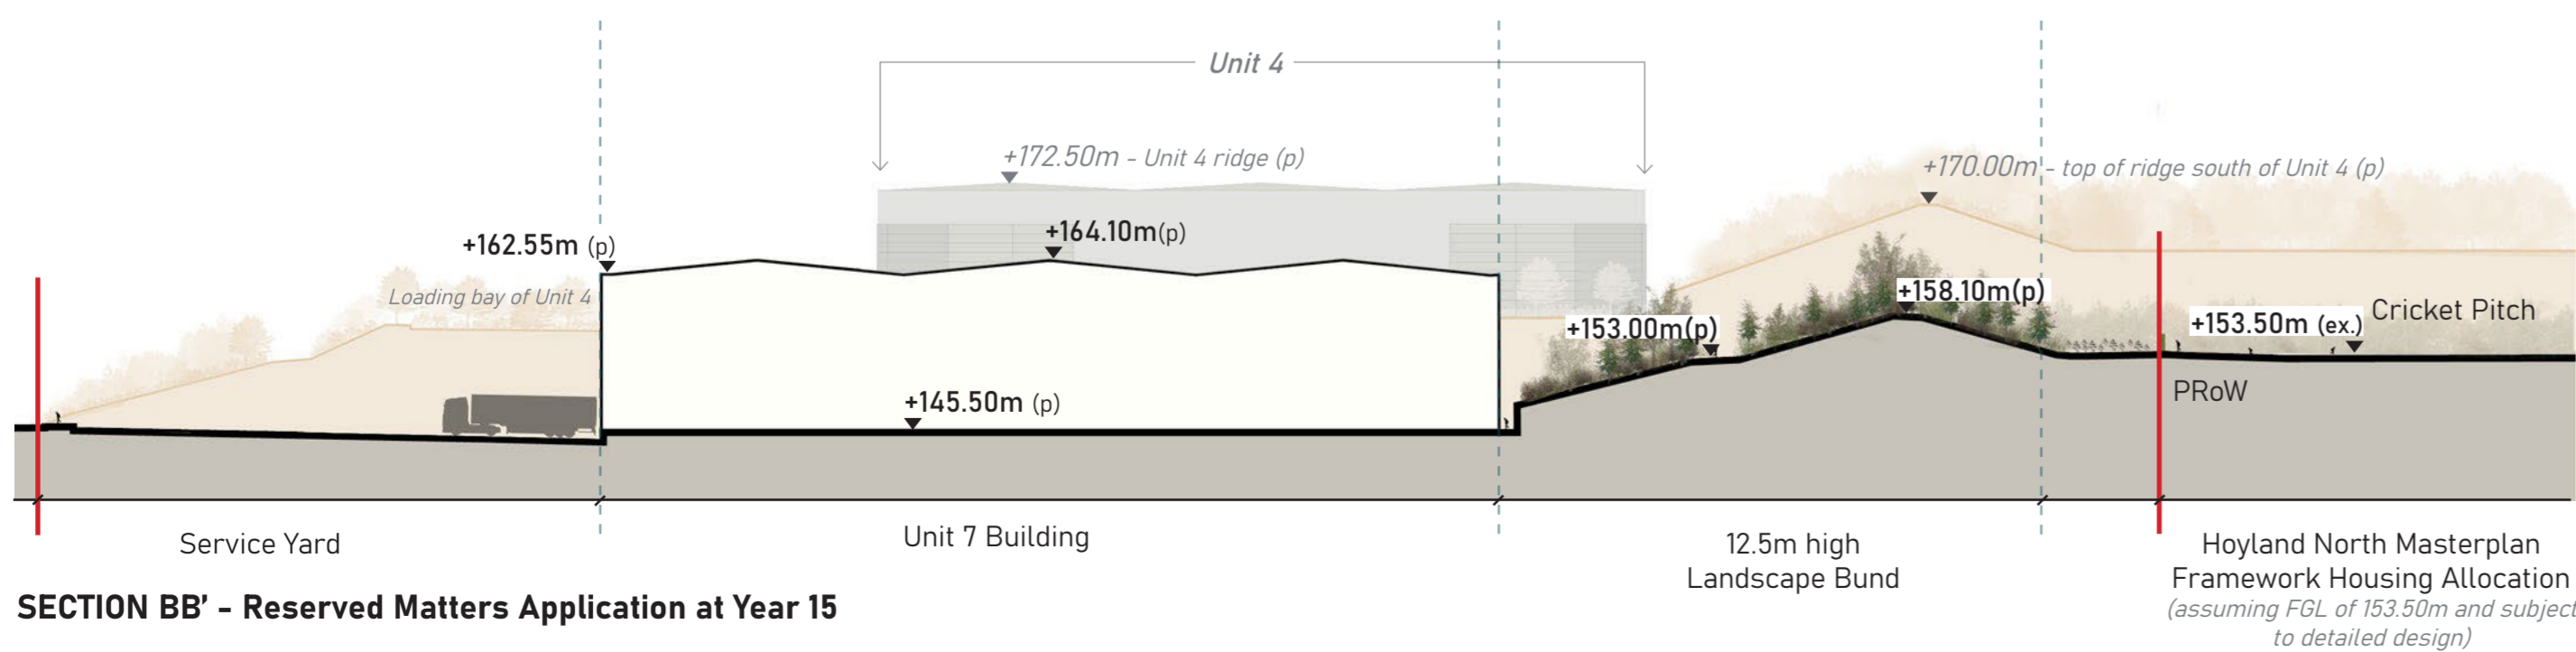 Unit 4
+172.50m - Unit 4 ridge (p)
+170.00m - top of ridge south of Unit 4 (p)
+162.55m (p)
+164.10m(p)
Loading bay of Unit 4
+158.10m(p)
+153.00m(p)
+153.50m (ex.)
Cricket Pitch
+145.50m (p)
PRoW
Service Yard
Unit 7 Building
12.5m high
Landscape Bund
Hoyland North Masterplan
Framework Housing Allocation
(assuming FGL of 153.50m and subject
to detailed design)
SECTION BB’ - Reserved Matters Application at Year 15